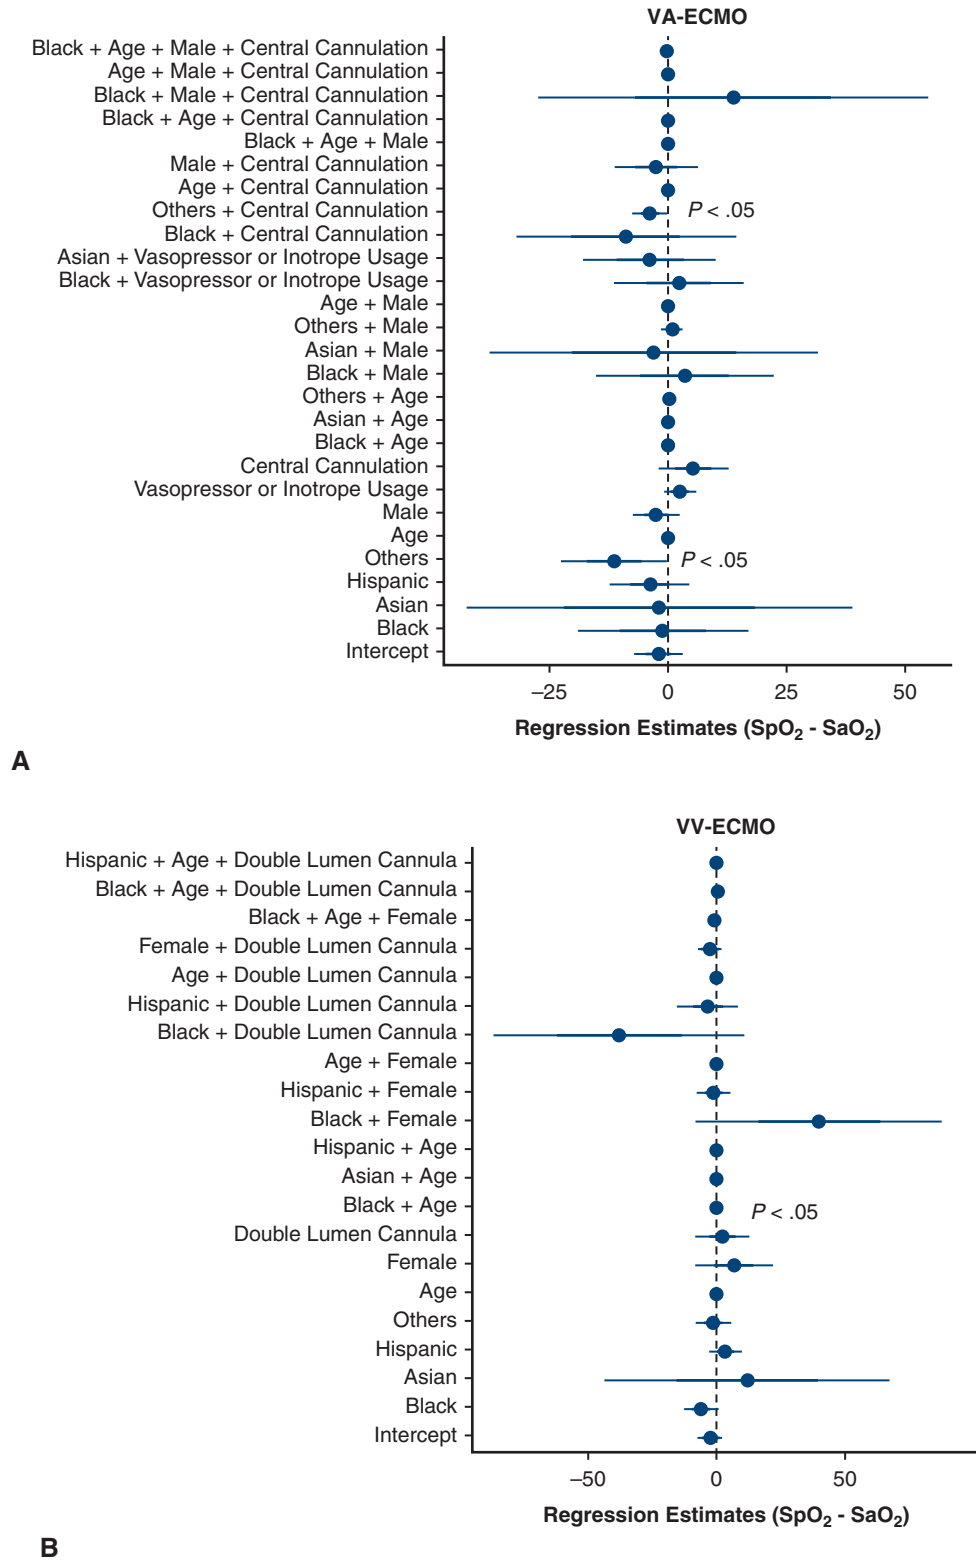 VA-ECMO
Black + Age + Male + Central Cannulation
Age + Male + Central Cannulation
Black + Male + Central Cannulation
Black + Age + Central Cannulation
Black + Age + Male
Male + Central Cannulation
Age + Central Cannulation
Others + Central Cannulation P < .05
Black + Central Cannulation
Asian + Vasopressor or Inotrope Usage
Black + Vasopressor or Inotrope Usage
Age + Male
Others + Male
Asian + Male
Black + Male
Others + Age
Asian + Age
Black + Age
Central Cannulation
Vasopressor or Inotrope Usage
Male
Age
Others P < .05
Hispanic
Asian
Black
Intercept
–25 0 25 50
Regression Estimates (SpO₂ - SaO₂)
A
VV-ECMO
Hispanic + Age + Double Lumen Cannula
Black + Age + Double Lumen Cannula
Black + Age + Female
Female + Double Lumen Cannula
Age + Double Lumen Cannula
Hispanic + Double Lumen Cannula
Black + Double Lumen Cannula
Age + Female
Hispanic + Female
Black + Female
Hispanic + Age
Asian + Age
Black + Age P < .05
Double Lumen Cannula
Female
Age
Others
Hispanic
Asian
Black
Intercept
–50 0 50
Regression Estimates (SpO₂ - SaO₂)
B